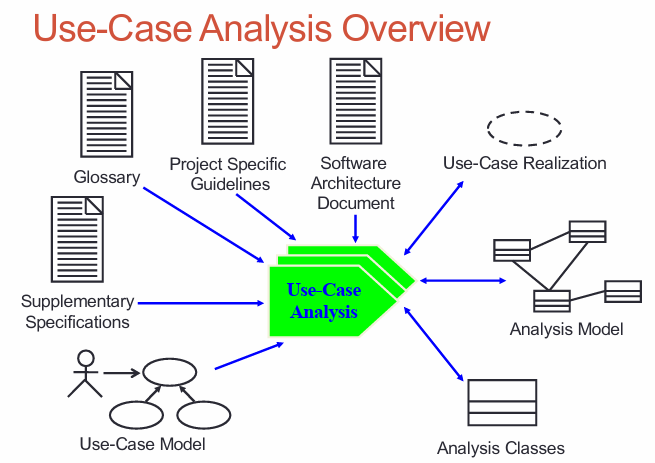 Use-Case Analysis Overview
Glossary
Project Specific
Guidelines
Software
Architecture
Document
Use-Case Realization
Supplementary
Specifications
Use-Case
Analysis
Analysis Model
Use-Case Model
Analysis Classes